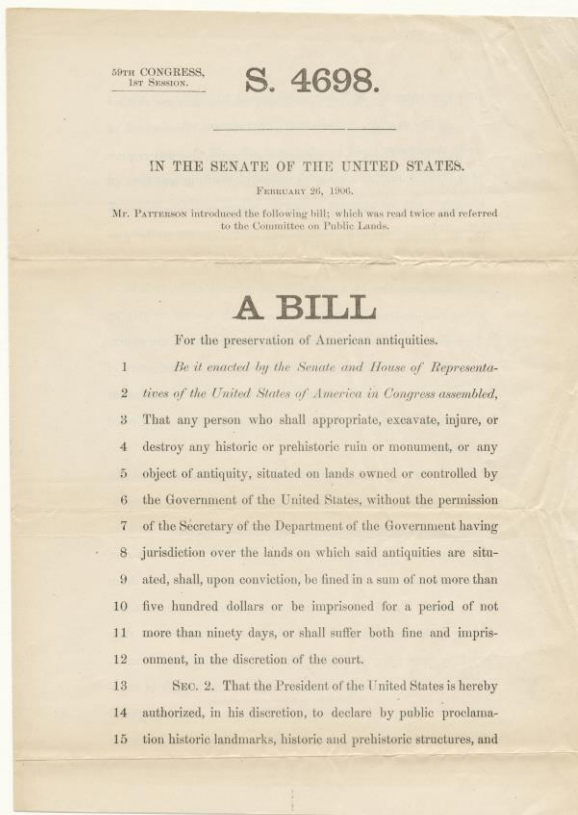 59TH CONGRESS,
1ST SESSION.
S. 4698.
IN THE SENATE OF THE UNITED STATES.
FEBRUARY 26, 1906.
Mr. PATTERSON introduced the following bill; which was read twice and referred
to the Committee on Public Lands.
A BILL
For the preservation of American antiquities.
1 Be it enacted by the Senate and House of Representa-
2 tives of the United States of America in Congress assembled,
3 That any person who shall appropriate, excavate, injure, or
4 destroy any historic or prehistoric ruin or monument, or any
5 object of antiquity, situated on lands owned or controlled by
6 the Government of the United States, without the permission
7 of the Secretary of the Department of the Government having
8 jurisdiction over the lands on which said antiquities are situ-
9 ated, shall, upon conviction, be fined in a sum of not more than
10 five hundred dollars or be imprisoned for a period of not
11 more than ninety days, or shall suffer both fine and impris-
12 onment, in the discretion of the court.
13 SEC. 2. That the President of the United States is hereby
14 authorized, in his discretion, to declare by public proclama-
15 tion historic landmarks, historic and prehistoric structures, and